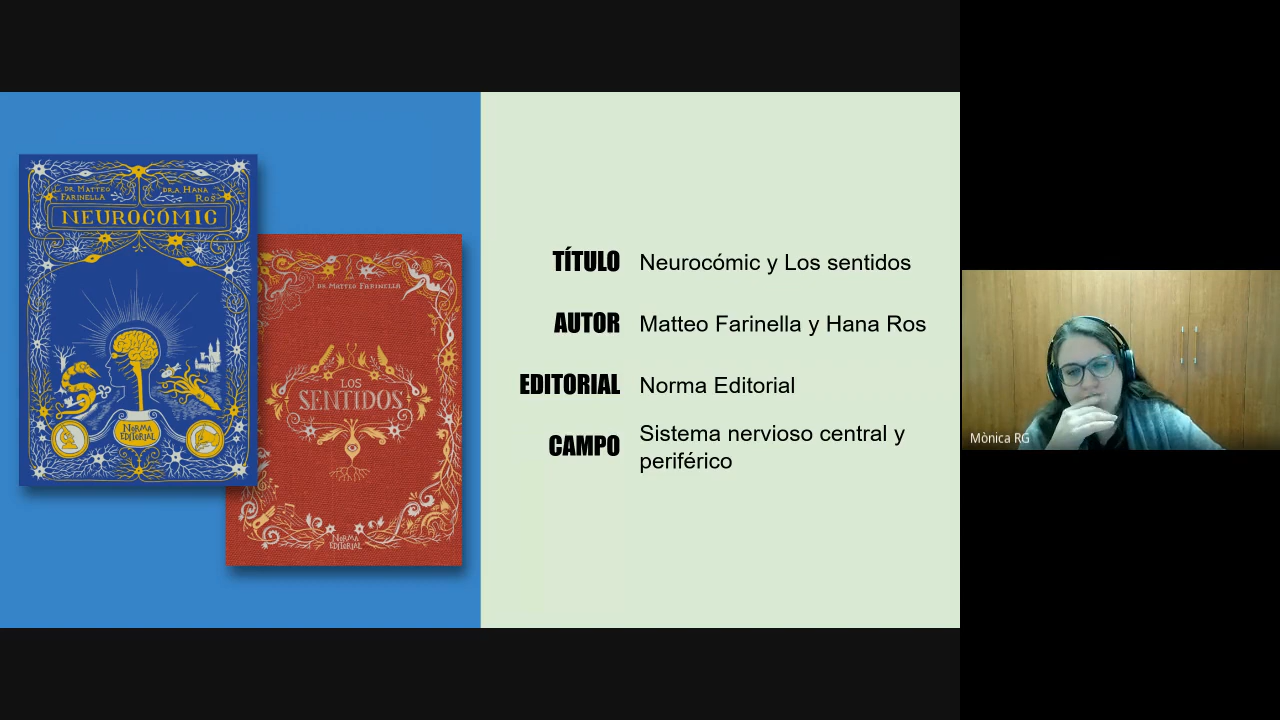 DR. MATTEO FARINELLA
DRA. HANA ROS
NEUROCÓMIC
NORMA EDITORIAL
DR. MATTEO FARINELLA
LOS
SENTIDOS
NORMA EDITORIAL
TÍTULO Neurocómic y Los sentidos
AUTOR Matteo Farinella y Hana Ros
EDITORIAL Norma Editorial
CAMPO Sistema nervioso central y
periférico
Mònica RG